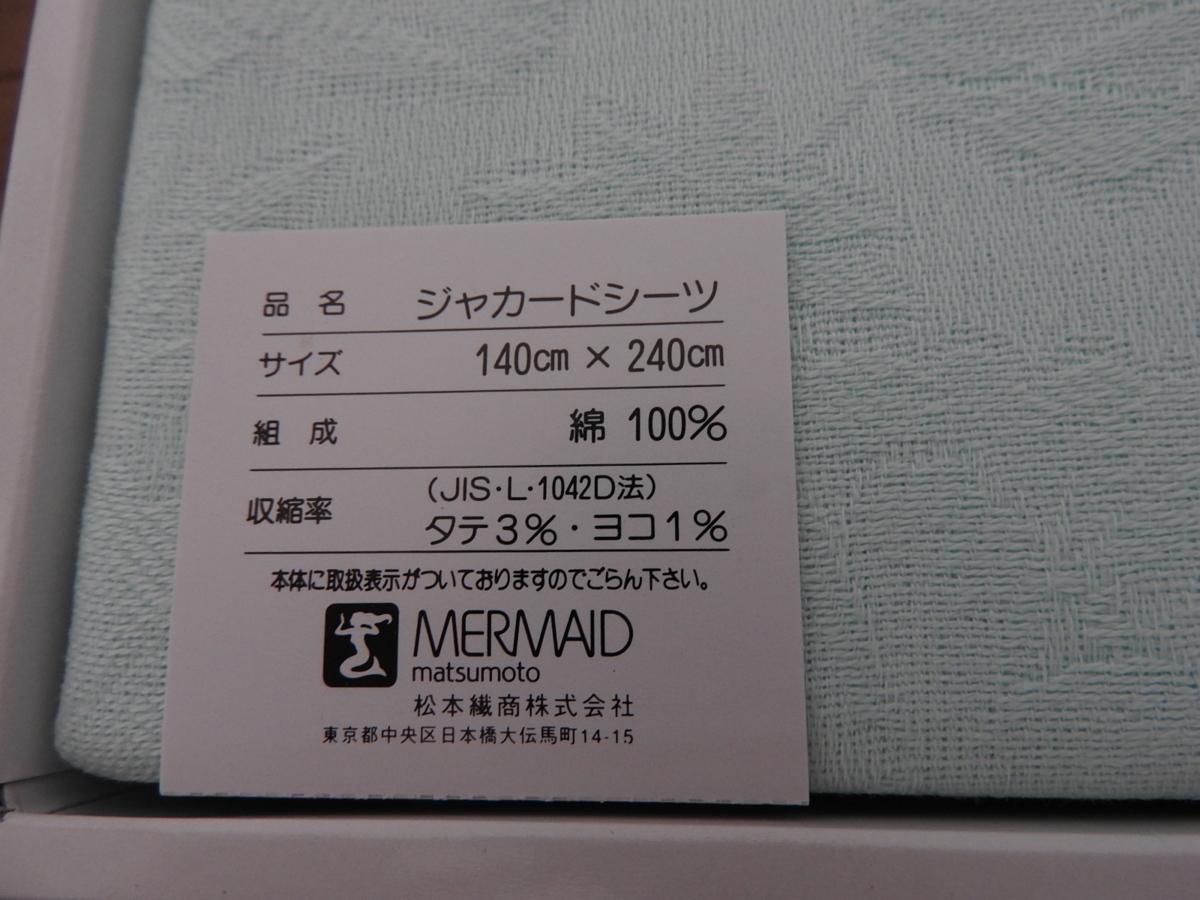 品 名 ジャカードシーツ
サイズ 140cm × 240cm
組 成 綿 100%
(JIS・L・1042D法)
収縮率 タテ3%・ヨコ1%
本体に取扱表示がついておりますのでごらん下さい。
MERMAID
matsumoto
松本繊商株式会社
東京都中央区日本橋大伝馬町14-15